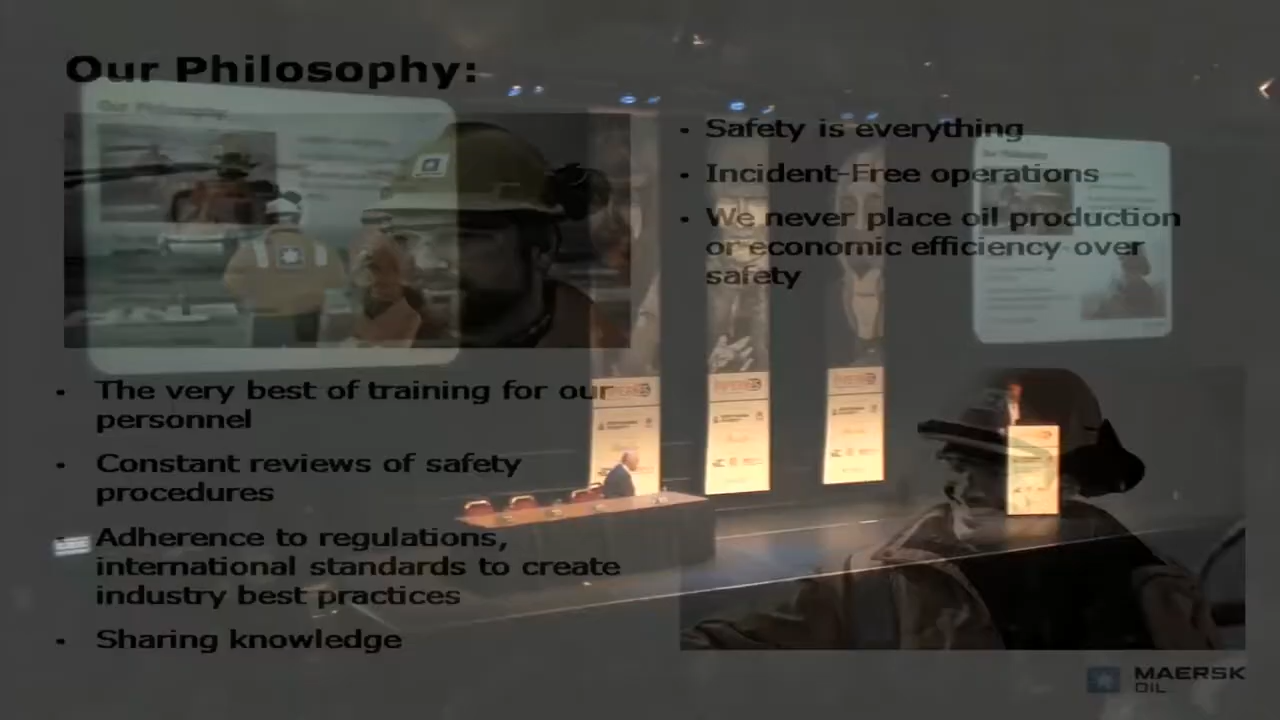 Our Philosophy:
• Safety is everything
• Incident-Free operations
• We never place oil production
or economic efficiency over
safety
• The very best of training for our
personnel
• Constant reviews of safety
procedures
• Adherence to regulations,
international standards to create
industry best practices
• Sharing knowledge
MAERSK
OIL
Our Philosophy